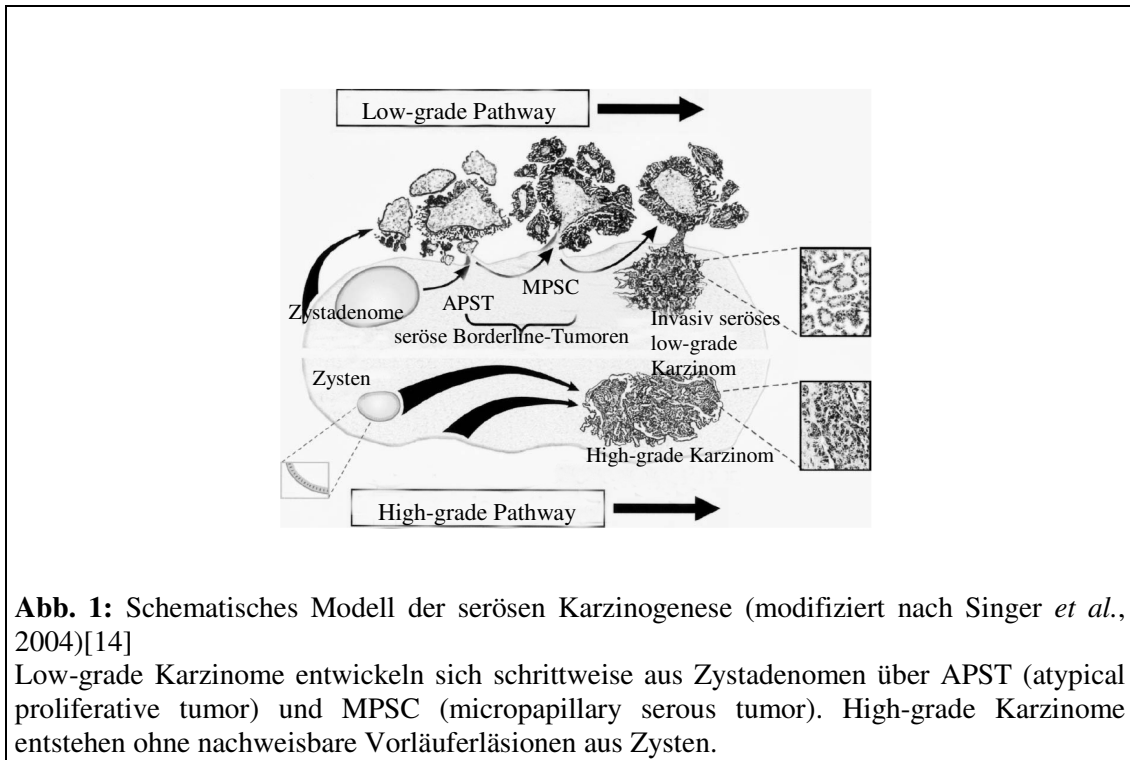 Low-grade Pathway
Zystadenome
APST
MPSC
seröse Borderline-Tumoren
Invasiv seröses
low-grade
Karzinom
Zysten
High-grade Karzinom
High-grade Pathway
Abb. 1: Schematisches Modell der serösen Karzinogenese (modifiziert nach Singer et al.,
2004)[14]
Low-grade Karzinome entwickeln sich schrittweise aus Zystadenomen über APST (atypical
proliferative tumor) und MPSC (micropapillary serous tumor). High-grade Karzinome
entstehen ohne nachweisbare Vorläuferläsionen aus Zysten.